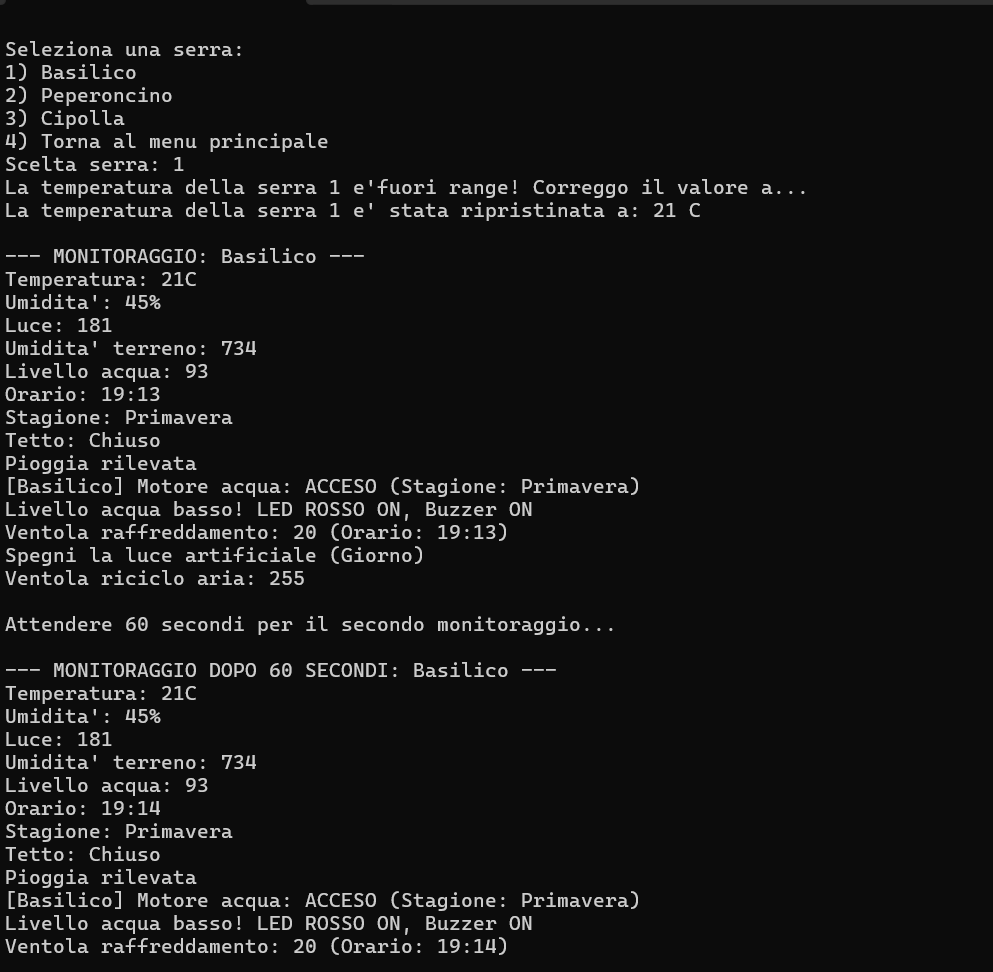 Seleziona una serra:
1) Basilico
2) Peperoncino
3) Cipolla
4) Torna al menu principale
Scelta serra: 1
La temperatura della serra 1 e'fuori range! Correggo il valore a...
La temperatura della serra 1 e' stata ripristinata a: 21 C
--- MONITORAGGIO: Basilico ---
Temperatura: 21C
Umidita': 45%
Luce: 181
Umidita' terreno: 734
Livello acqua: 93
Orario: 19:13
Stagione: Primavera
Tetto: Chiuso
Pioggia rilevata
[Basilico] Motore acqua: ACCESO (Stagione: Primavera)
Livello acqua basso! LED ROSSO ON, Buzzer ON
Ventola raffreddamento: 20 (Orario: 19:13)
Spegni la luce artificiale (Giorno)
Ventola riciclo aria: 255
Attendere 60 secondi per il secondo monitoraggio...
--- MONITORAGGIO DOPO 60 SECONDI: Basilico ---
Temperatura: 21C
Umidita': 45%
Luce: 181
Umidita' terreno: 734
Livello acqua: 93
Orario: 19:14
Stagione: Primavera
Tetto: Chiuso
Pioggia rilevata
[Basilico] Motore acqua: ACCESO (Stagione: Primavera)
Livello acqua basso! LED ROSSO ON, Buzzer ON
Ventola raffreddamento: 20 (Orario: 19:14)